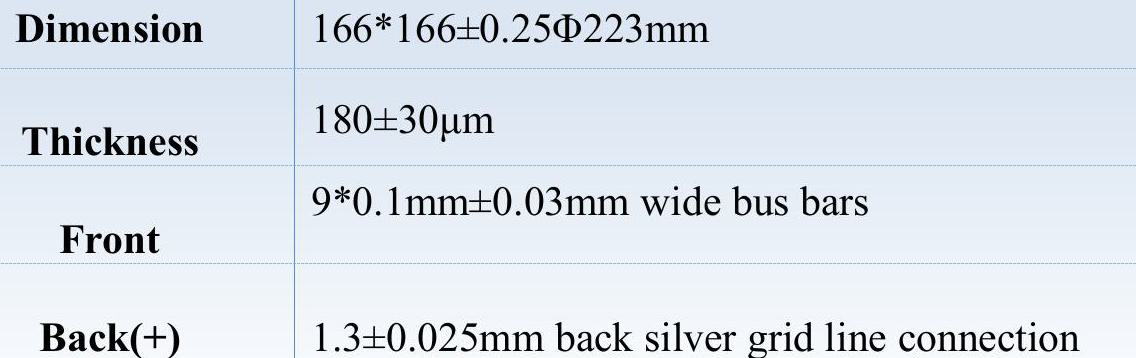 Dimension 166*166±0.25Φ223mm
Thickness 180±30μm
Front 9*0.1mm±0.03mm wide bus bars
Back(+) 1.3±0.025mm back silver grid line connection